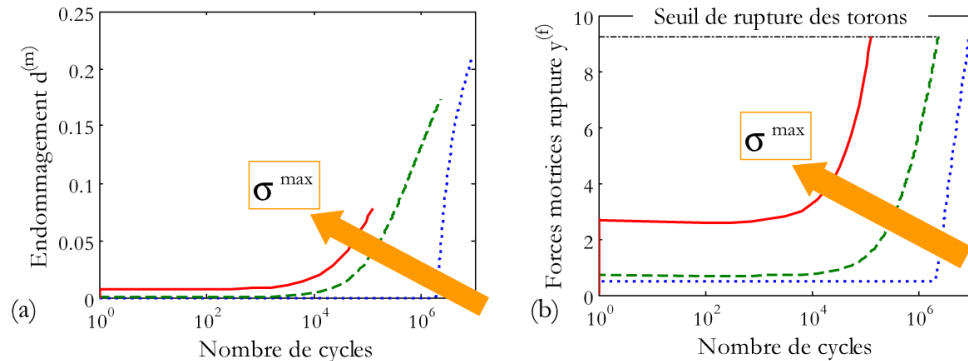 Endommagement d(m)
0.25
0.2
0.15
0.1
0.05
0
σ max
10^0
10^2
10^4
10^6
(a)
Nombre de cycles
Seuil de rupture des torons
Forces motrices rupture y(f)
10
8
6
4
2
0
σ max
10^0
10^2
10^4
10^6
(b)
Nombre de cycles